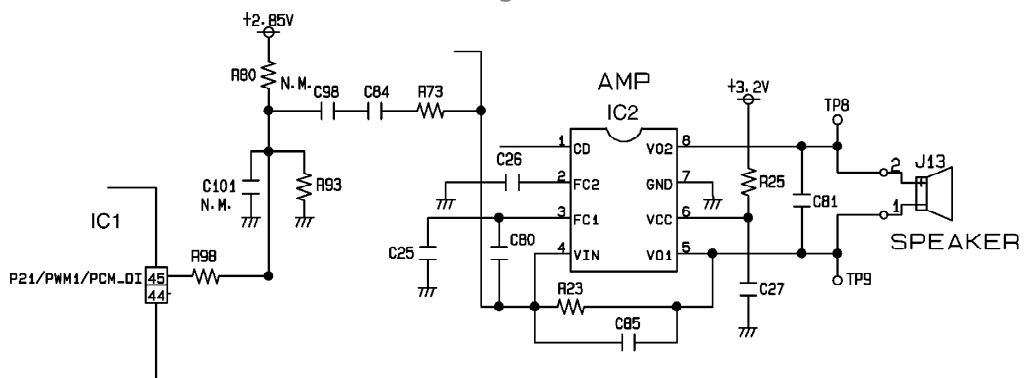 +2.85V
R80
N.M.
C98
C84
R73
AMP
IC2
+3.2V
TP8
J13
1 CD
VO2 8
C26
2 FC2
GND 7
R25
2
C101
N.M.
R93
3 FC1
VCC 6
C81
1
IC1
C25
C80
4 VIN
VO1 5
SPEAKER
P21/PWM1/PCM_DI 45
44
R98
R23
C27
TP9
C85